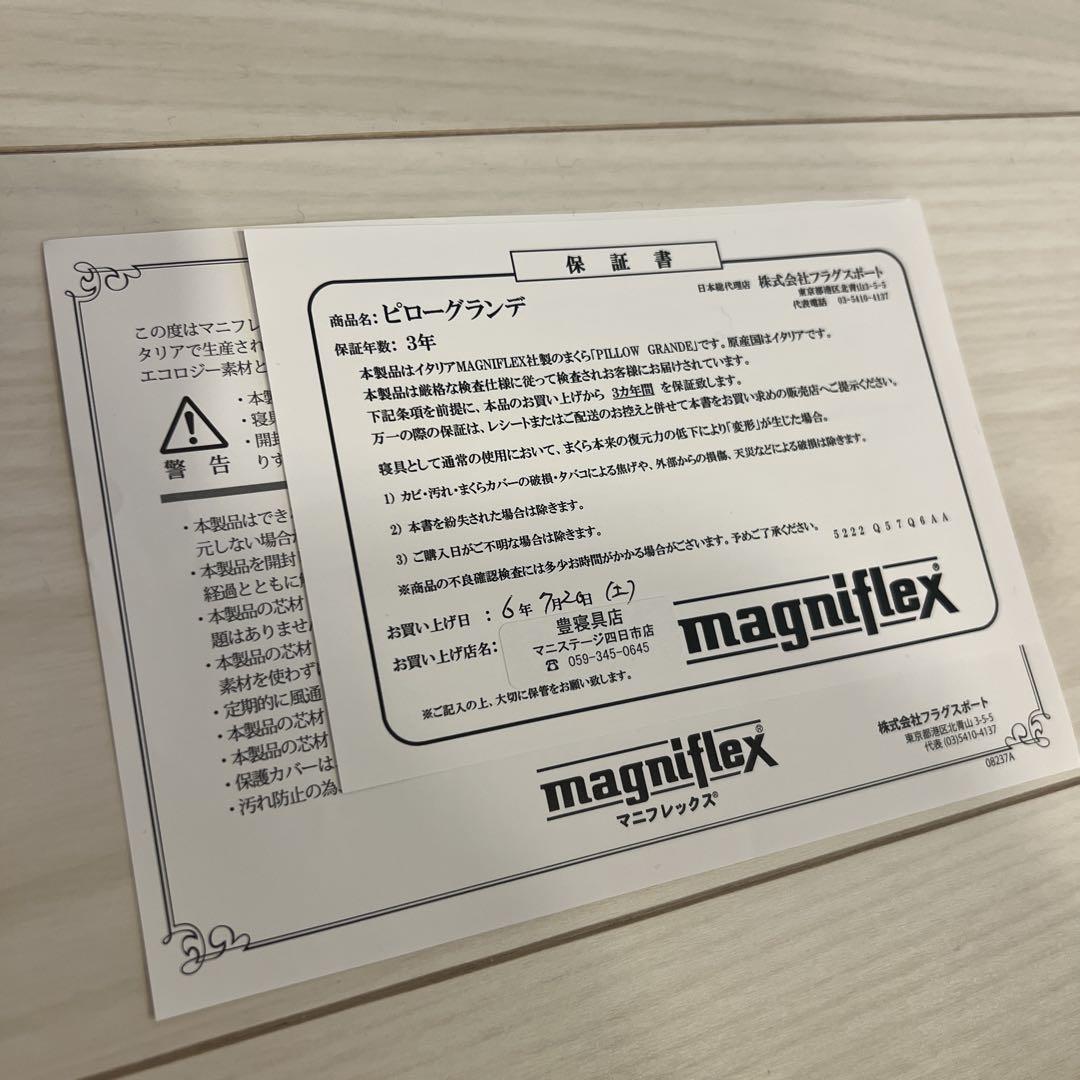 保証書
日本総代理店 株式会社フラグスポート
東京都港区北青山3-5-5
代表電話 03-5410-4137
商品名：ピローグランデ
保証年数：3年
本製品はイタリアMAGNIFLEX社製のまくら「PILLOW GRANDE」です。原産国はイタリアです。
本製品は厳格な検査仕様に従って検査されお客様にお届けされています。
下記条項を前提に、本品のお買い上げから 3カ年間 を保証致します。
万一の際の保証は、レシートまたはご配送のお控えと併せて本書をお買い求めの販売店へご提示ください。
寝具として通常の使用において、まくら本来の復元力の低下により「変形」が生じた場合。
1) カビ・汚れ・まくらカバーの破損・タバコによる焦げや、外部からの損傷、天災などによる破損は除きます。
2) 本書を紛失された場合は除きます。
3) ご購入日がご不明な場合は除きます。
※商品の不良確認検査には多少お時間がかかる場合がございます。予めご了承ください。
5222 Q57Q6AA
お買い上げ日 ： 6年 7月20日 (土)
お買い上げ店名：
豊寝具店
マニステージ四日市店
☎ 059-345-0645
magniflex
※ご記入の上、大切に保管をお願い致します。
この度はマニフレ
タリアで生産され
エコロジー素材と
・本製
・寝具
・開封
りす
警告
・本製品はでき
元しない場合
・本製品を開封
経過とともに
・本製品の芯材
題はありませ
・本製品の芯材
素材を使わず
・定期的に風通
・本製品の芯材
・本製品の芯材
・保護カバーは
・汚れ防止の為、
magniflex®
マニフレックス®
株式会社フラグスポート
東京都港区北青山 3-5-5
代表 (03)5410-4137
08237A